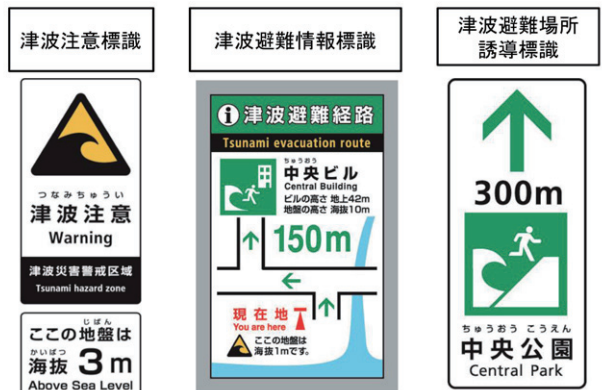 津波注意標識
つなみちゅうい
津波注意
Warning
津波災害警戒区域
Tsunami hazard zone
じばん
ここの地盤は
かいばつ
海抜 3 m
Above Sea Level
津波避難情報標識
i 津波避難経路
Tsunami evacuation route
ちゅうおう
中央ビル
Central Building
ビルの高さ 地上42m
地盤の高さ 海抜10m
150m
現在地
You are here
ここの地盤は
海抜1mです。
津波避難場所
誘導標識
300m
ちゅうおう こうえん
中央公園
Central Park